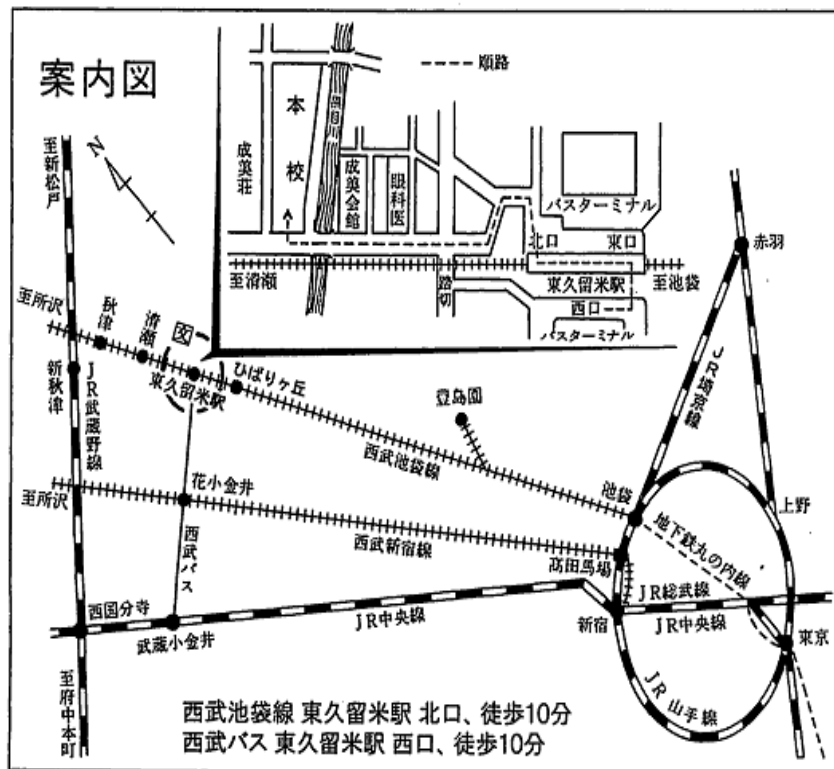 案内図
順路
本校
成美荘
成美会館
眼科医
バスターミナル
北口
東口
至清瀬
踏切
東久留米駅
至池袋
西口
バスターミナル
N
至新松戸
赤羽
至所沢
秋津
清瀬
図
東久留米駅
ひばりヶ丘
新秋津
JR武蔵野線
豊島園
JR埼京線
西武池袋線
池袋
上野
至所沢
花小金井
地下鉄丸の内線
西武バス
西武新宿線
高田馬場
JR総武線
西国分寺
武蔵小金井
JR中央線
新宿
JR中央線
東京
至府中本町
JR山手線
西武池袋線 東久留米駅 北口、徒歩10分
西武バス 東久留米駅 西口、徒歩10分